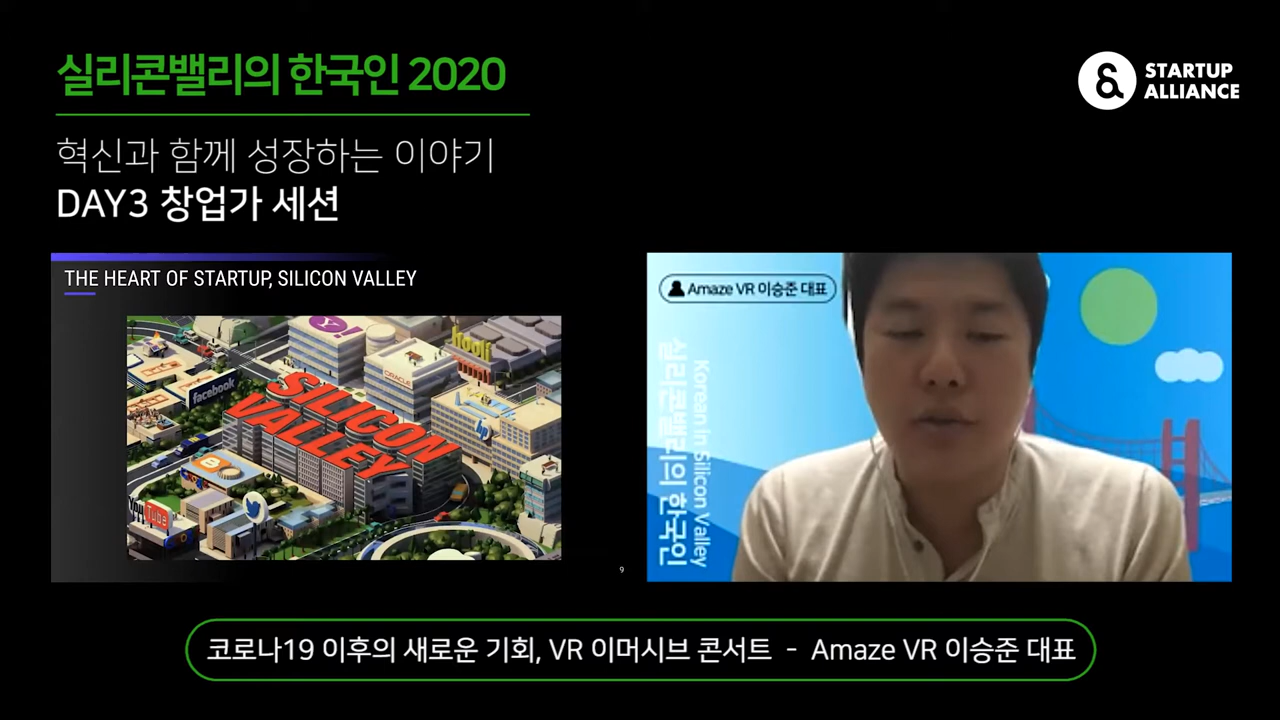 실리콘밸리의 한국인 2020
STARTUP
ALLIANCE
혁신과 함께 성장하는 이야기
DAY3 창업가 세션
THE HEART OF STARTUP, SILICON VALLEY
YAHOO!
hooli
ORACLE
facebook
SILICON
VALLEY
hp
Google
YouTube
9
Amaze VR 이승준 대표
Korean in Silicon Valley
실리콘밸리의 한국인
코로나19 이후의 새로운 기회, VR 이머시브 콘서트 - Amaze VR 이승준 대표